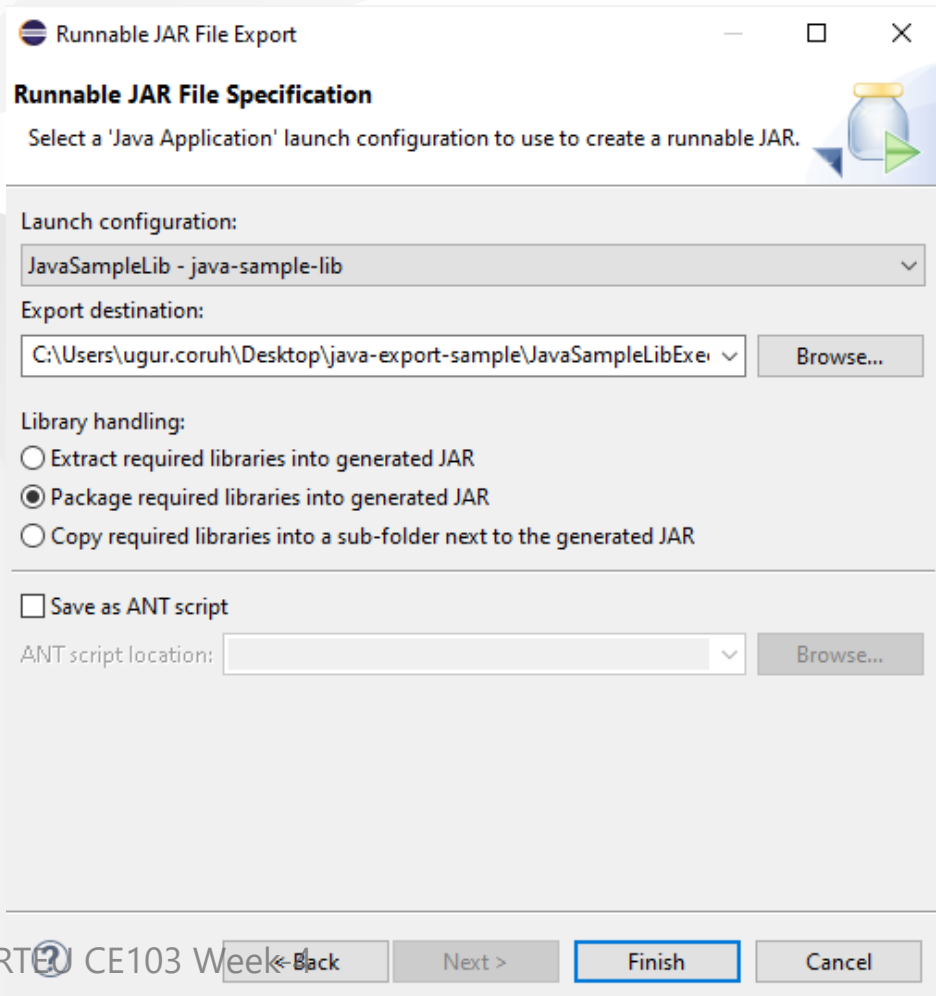 Runnable JAR File Export
Runnable JAR File Specification
Select a 'Java Application' launch configuration to use to create a runnable JAR.
Launch configuration:
JavaSampleLib - java-sample-lib
Export destination:
C:\Users\ugur.coruh\Desktop\java-export-sample\JavaSampleLibExe
Browse...
Library handling:
Extract required libraries into generated JAR
Package required libraries into generated JAR
Copy required libraries into a sub-folder next to the generated JAR
Save as ANT script
ANT script location:
Browse...
RTEU CE103 Week-4
< Back
Next >
Finish
Cancel